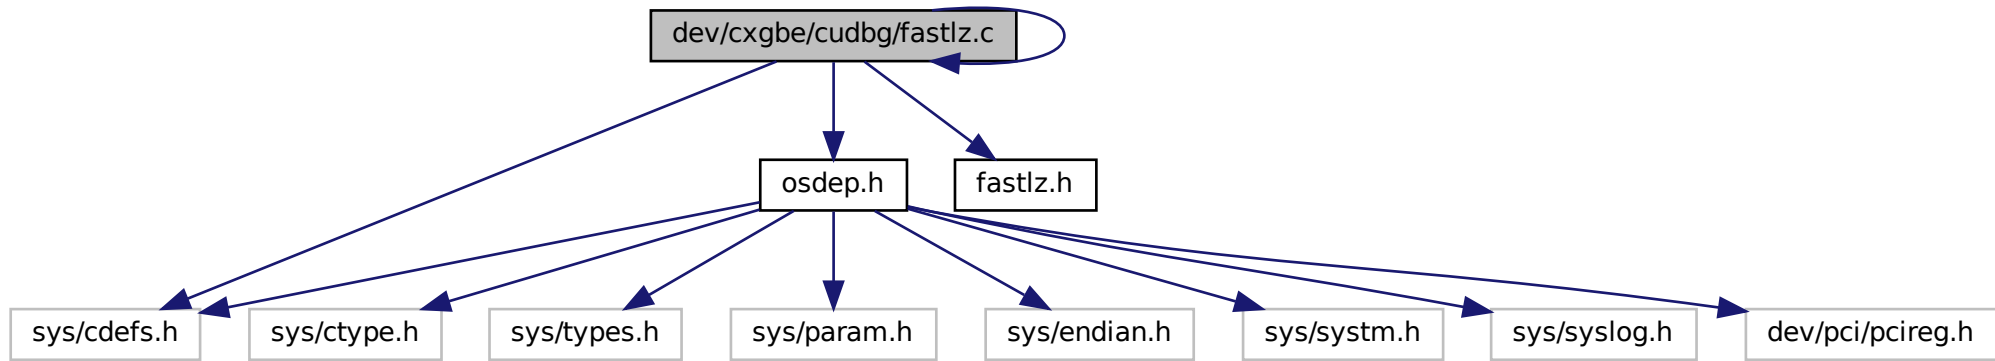 dev/cxgbe/cudbg/fastlz.c
osdep.h
fastlz.h
sys/cdefs.h
sys/ctype.h
sys/types.h
sys/param.h
sys/endian.h
sys/systm.h
sys/syslog.h
dev/pci/pcireg.h